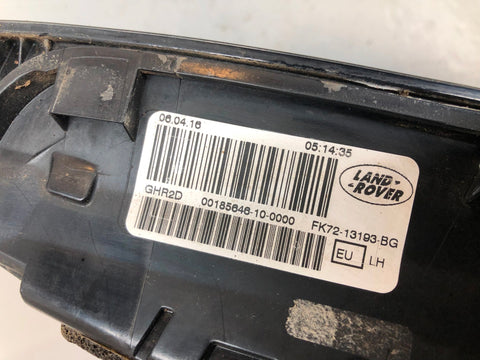 06.04.16 05:14:35
LAND-
-ROVER
GHR2D 00185646-10-0000 FK72-13193-BG
EU LH